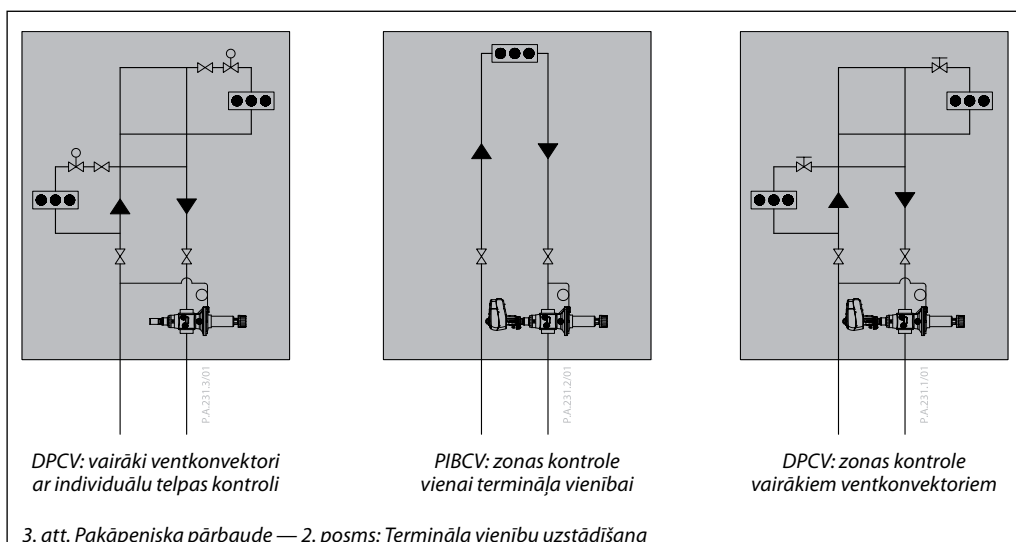 P.A.231.3/01
P.A.231.2/01
P.A.231.1/01
DPCV: vairāki ventkonvektori
ar individuālu telpas kontroli
PIBCV: zonas kontrole
vienai termināļa vienībai
DPCV: zonas kontrole
vairākiem ventkonvektoriem
3. att. Pakāpeniska pārbaude — 2. posms: Termināla vienību uzstādīšana